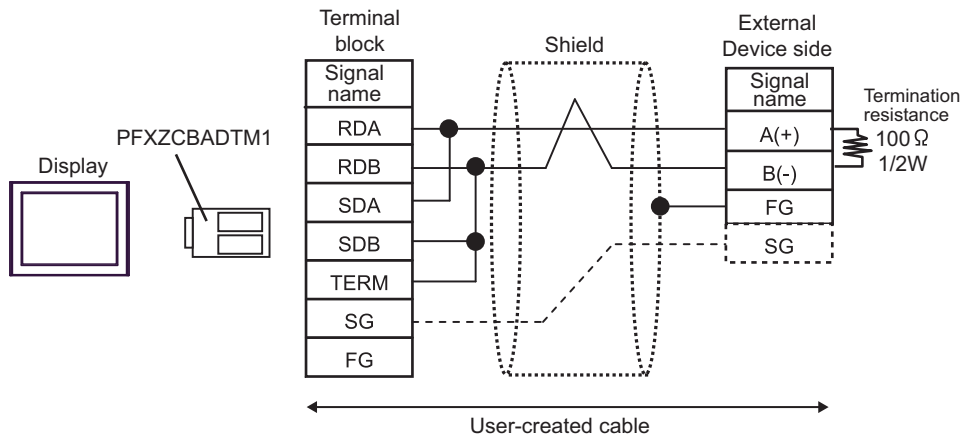 Terminal
block
Shield
External
Device side
Signal
name
Signal
name
Termination
resistance
100 Ω
1/2W
PFXZCBADTM1
Display
RDA
RDB
SDA
SDB
TERM
SG
FG
A(+)
B(-)
FG
SG
User-created cable